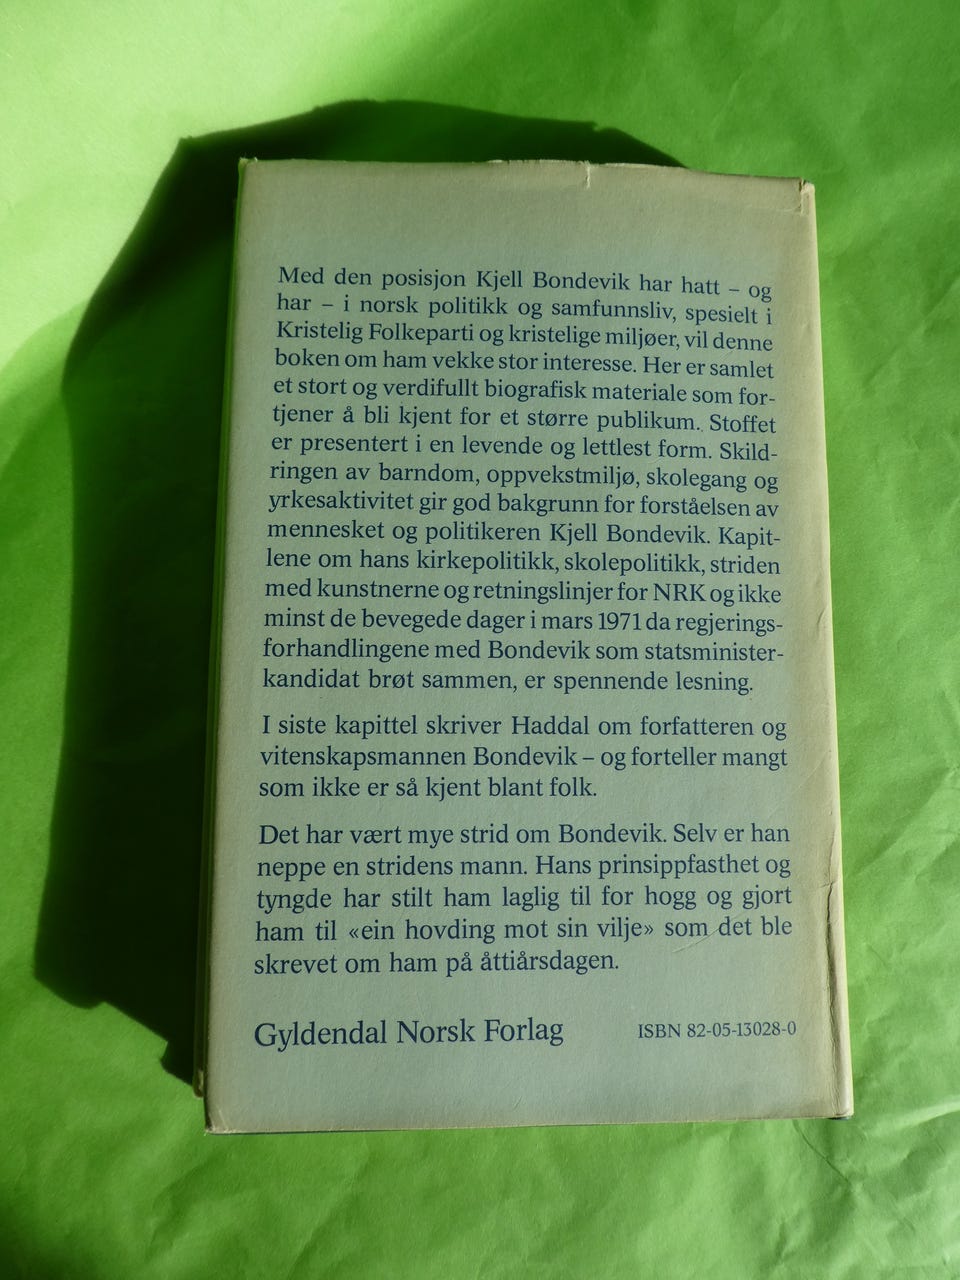 Med den posisjon Kjell Bondevik har hatt – og
har – i norsk politikk og samfunnsliv, spesielt i
Kristelig Folkeparti og kristelige miljøer, vil denne
boken om ham vekke stor interesse. Her er samlet
et stort og verdifullt biografisk materiale som for-
tjener å bli kjent for et større publikum. Stoffet
er presentert i en levende og lettlest form. Skild-
ringen av barndom, oppvekstmiljø, skolegang og
yrkesaktivitet gir god bakgrunn for forståelsen av
mennesket og politikeren Kjell Bondevik. Kapit-
lene om hans kirkepolitikk, skolepolitikk, striden
med kunstnerne og retningslinjer for NRK og ikke
minst de bevegede dager i mars 1971 da regjerings-
forhandlingene med Bondevik som statsminister-
kandidat brøt sammen, er spennende lesning.
I siste kapittel skriver Haddal om forfatteren og
vitenskapsmannen Bondevik – og forteller mangt
som ikke er så kjent blant folk.
Det har vært mye strid om Bondevik. Selv er han
neppe en stridens mann. Hans prinsippfasthet og
tyngde har stilt ham laglig til for hogg og gjort
ham til «ein hovding mot sin vilje» som det ble
skrevet om ham på åttiårsdagen.
Gyldendal Norsk Forlag ISBN 82-05-13028-0